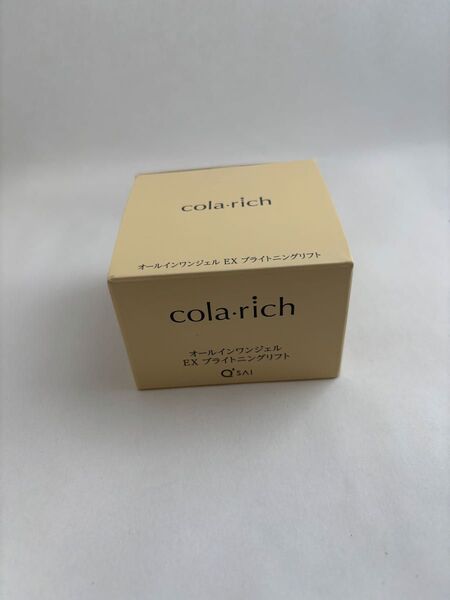 cola·rich
オールインワンジェル EX ブライトニングリフト
cola·rich
オールインワンジェル
EX ブライトニングリフト
Q'SAI